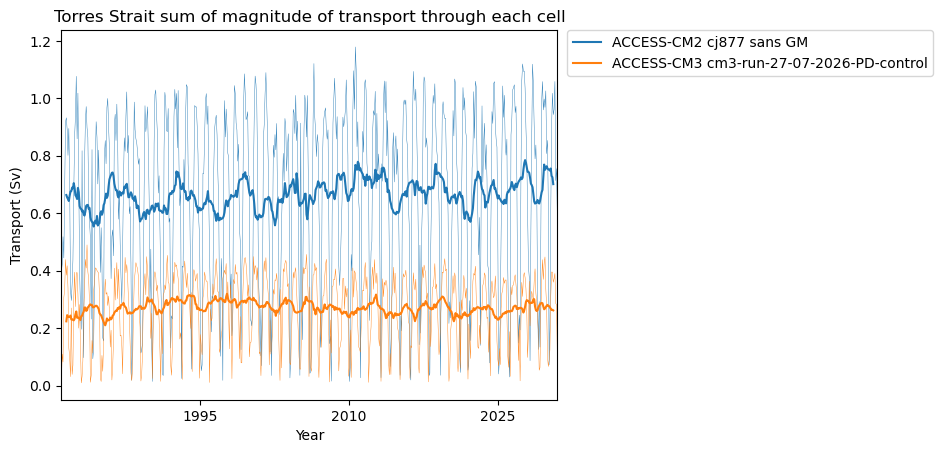 Torres Strait sum of magnitude of transport through each cell
ACCESS-CM2 cj877 sans GM
ACCESS-CM3 cm3-run-27-07-2026-PD-control
Transport (Sv)
1.2
1.0
0.8
0.6
0.4
0.2
0.0
1995
2010
2025
Year